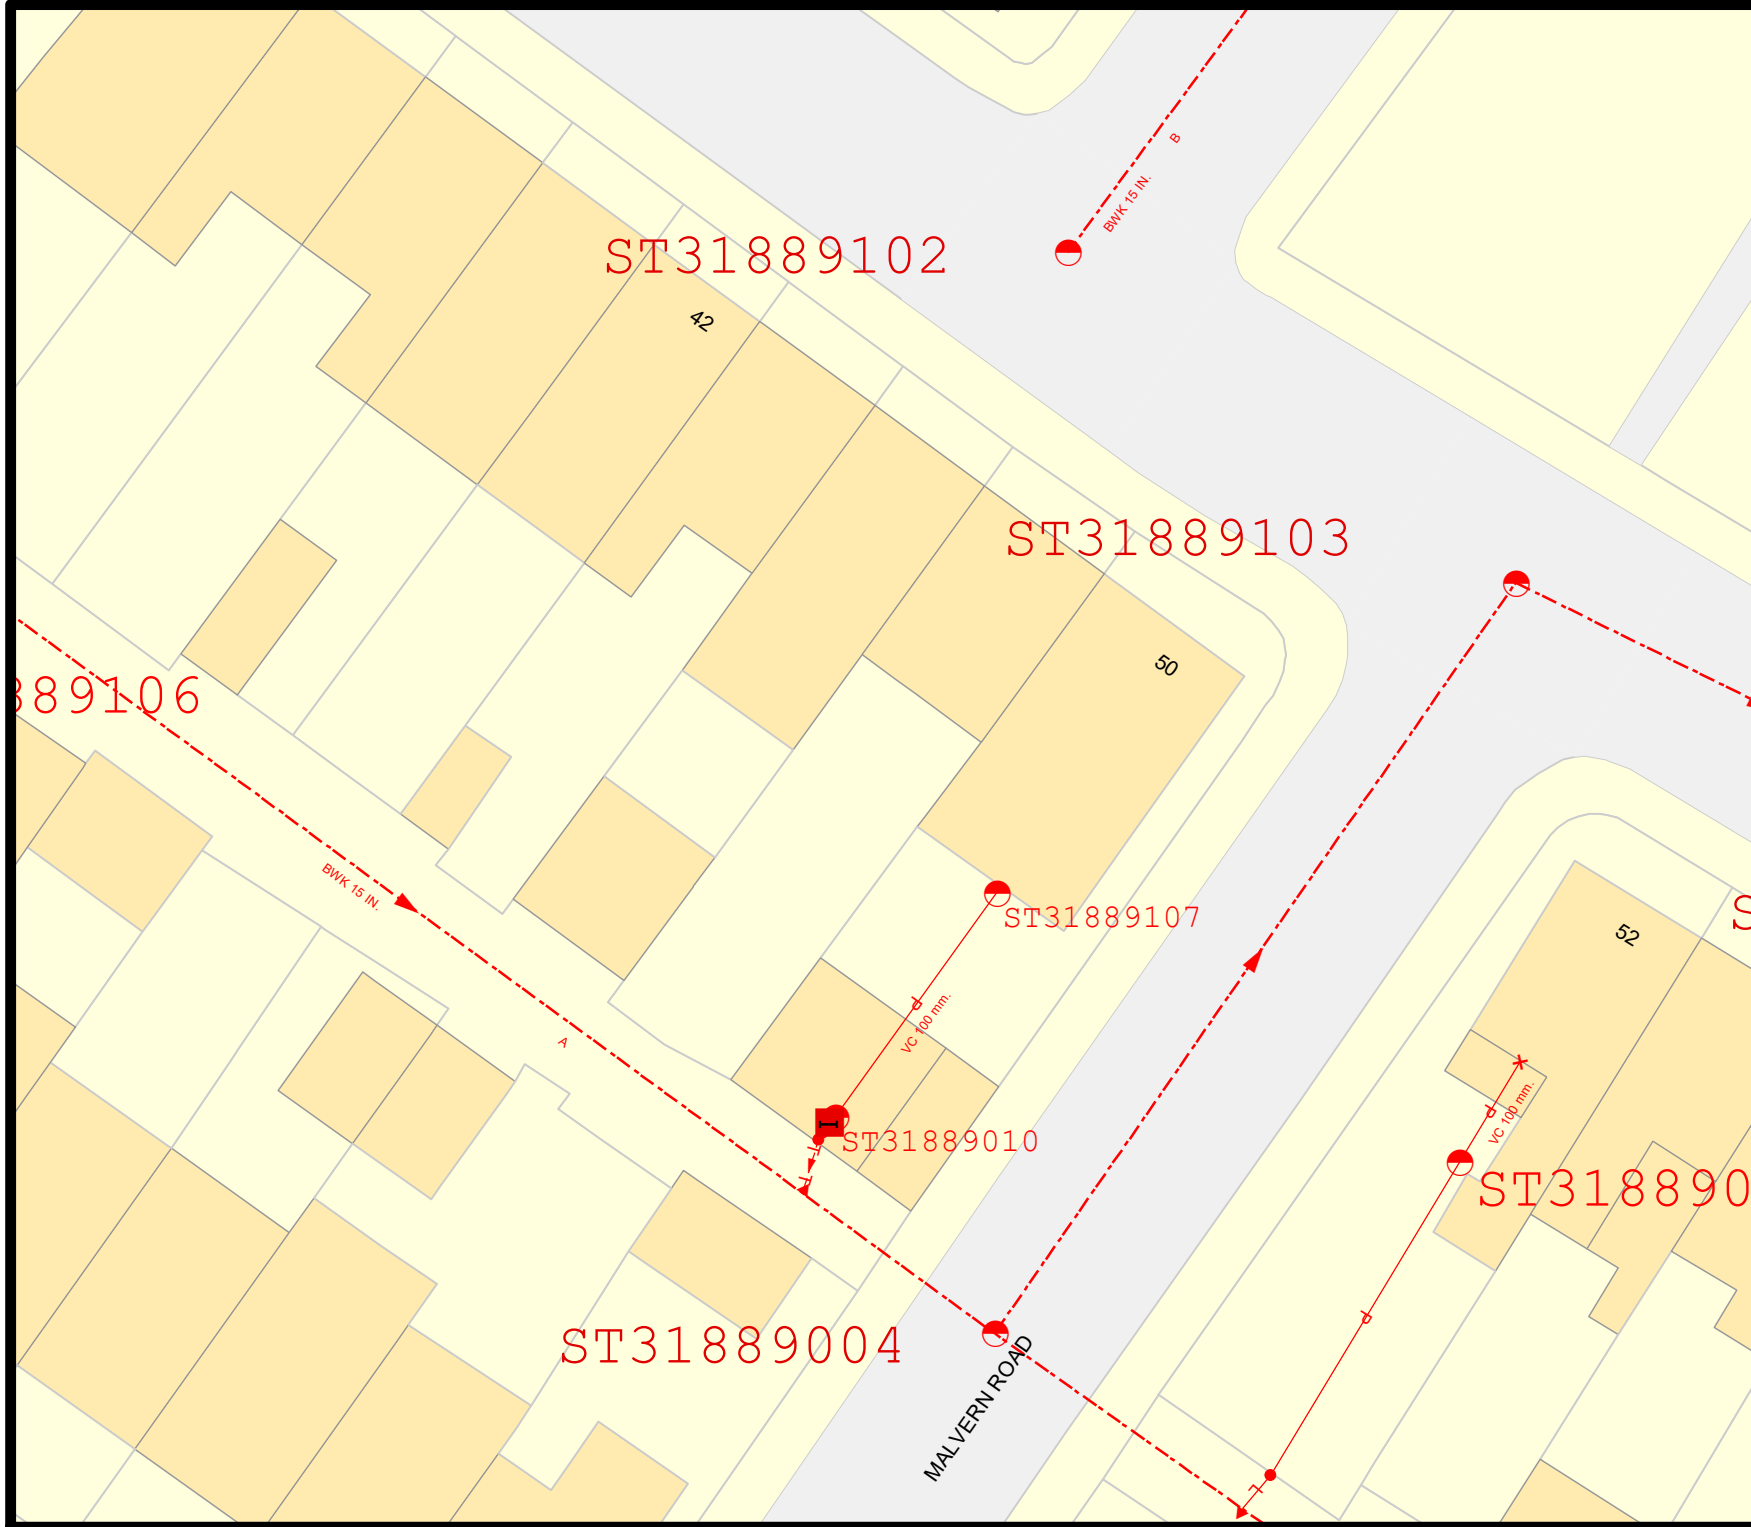 B
BWK 15 IN.
ST31889102
42
ST31889103
50
889106
BWK 15 IN.
ST31889107
52
P
VC 100 mm.
A
I
ST31889010
P
VC 100 mm.
ST318890
P
ST31889004
MALVERN ROAD
L